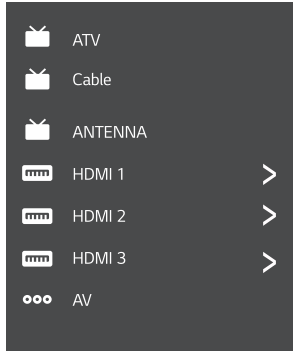 ATV
Cable
ANTENNA
HDMI 1
HDMI 2
HDMI 3
AV